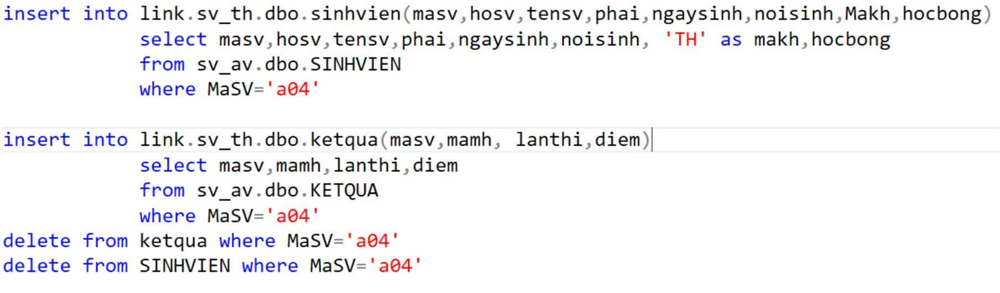 insert into link.sv_th.dbo.sinhvien(masv,hosv,tensv,phai,ngaysinh,noisinh,Makh,hocbong)
select masv,hosv,tensv,phai,ngaysinh,noisinh, 'TH' as makh,hocbong
from sv_av.dbo.SINHVIEN
where MaSV='a04'
insert into link.sv_th.dbo.ketqua(masv,mamh, lanthi,diem)
select masv,mamh,lanthi,diem
from sv_av.dbo.KETQUA
where MaSV='a04'
delete from ketqua where MaSV='a04'
delete from SINHVIEN where MaSV='a04'